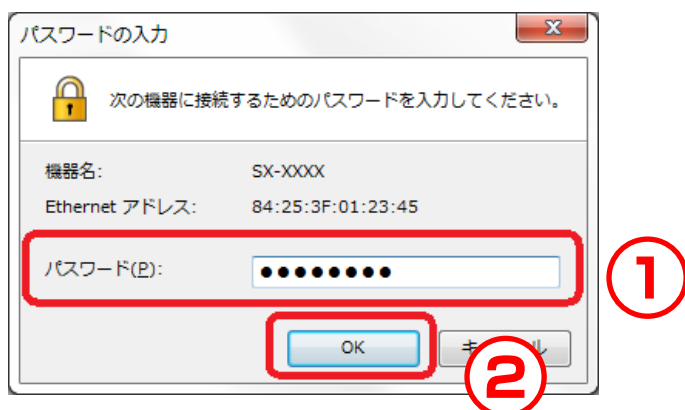 パスワードの入力
次の機器に接続するためのパスワードを入力してください。
機器名: SX-XXXX
Ethernet アドレス: 84:25:3F:01:23:45
パスワード(P): ●●●●●●●●
①
OK
②